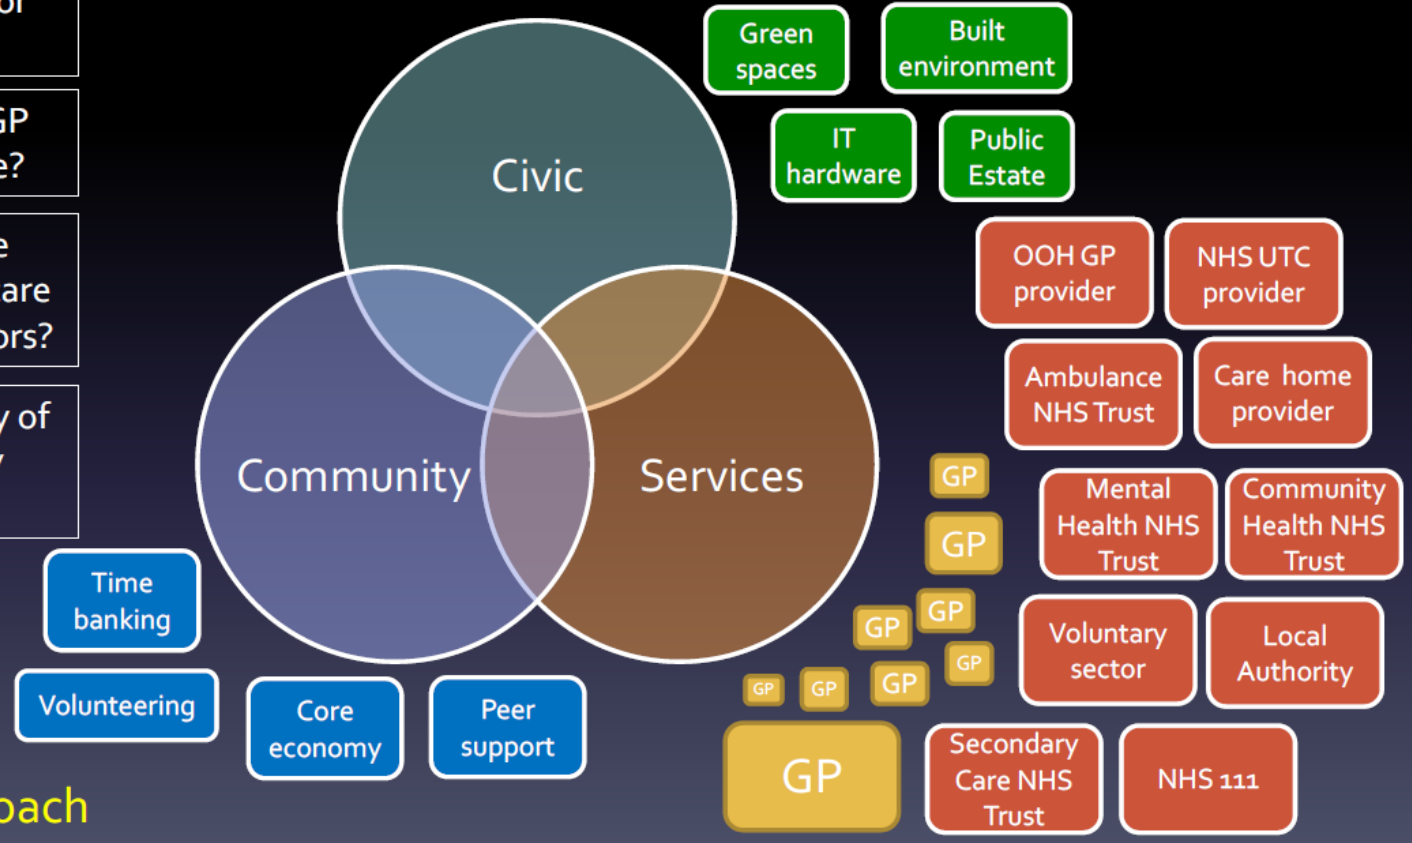 or
GP
e?
e
are
ors?
y of
y
oach
Civic
Community
Services
Green
spaces
Built
environment
IT
hardware
Public
Estate
OOH GP
provider
NHS UTC
provider
Ambulance
NHS Trust
Care home
provider
Mental
Health NHS
Trust
Community
Health NHS
Trust
Voluntary
sector
Local
Authority
Secondary
Care NHS
Trust
NHS 111
GP
GP
GP
GP
GP
GP
GP
GP
GP
Time
banking
Volunteering
Core
economy
Peer
support